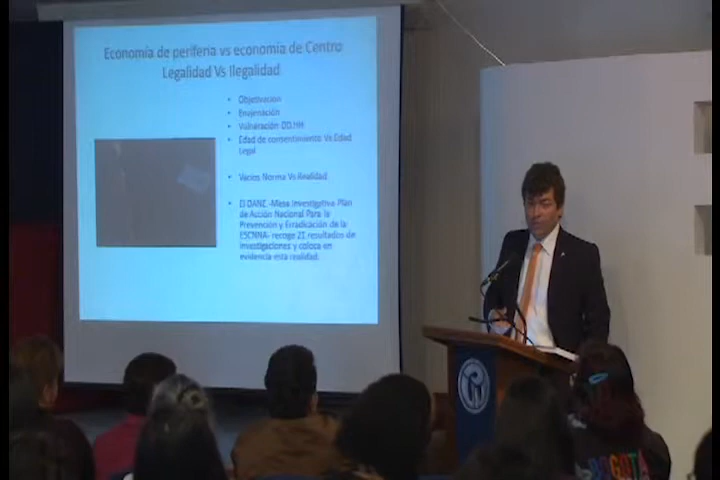 Economía de periferia vs economía de Centro
Legalidad Vs Ilegalidad
• Objetivación
• Enajenación
• Vulneración DD.HH
• Edad de consentimiento Vs Edad
Legal
• Vacíos Norma Vs Realidad
• El DANE -Mesa Investigativa Plan
de Acción Nacional Para la
Prevención y Erradicación de la
ESCNNA- recoge 21 resultados de
investigaciones y coloca en
evidencia esta realidad.
BOGOTA